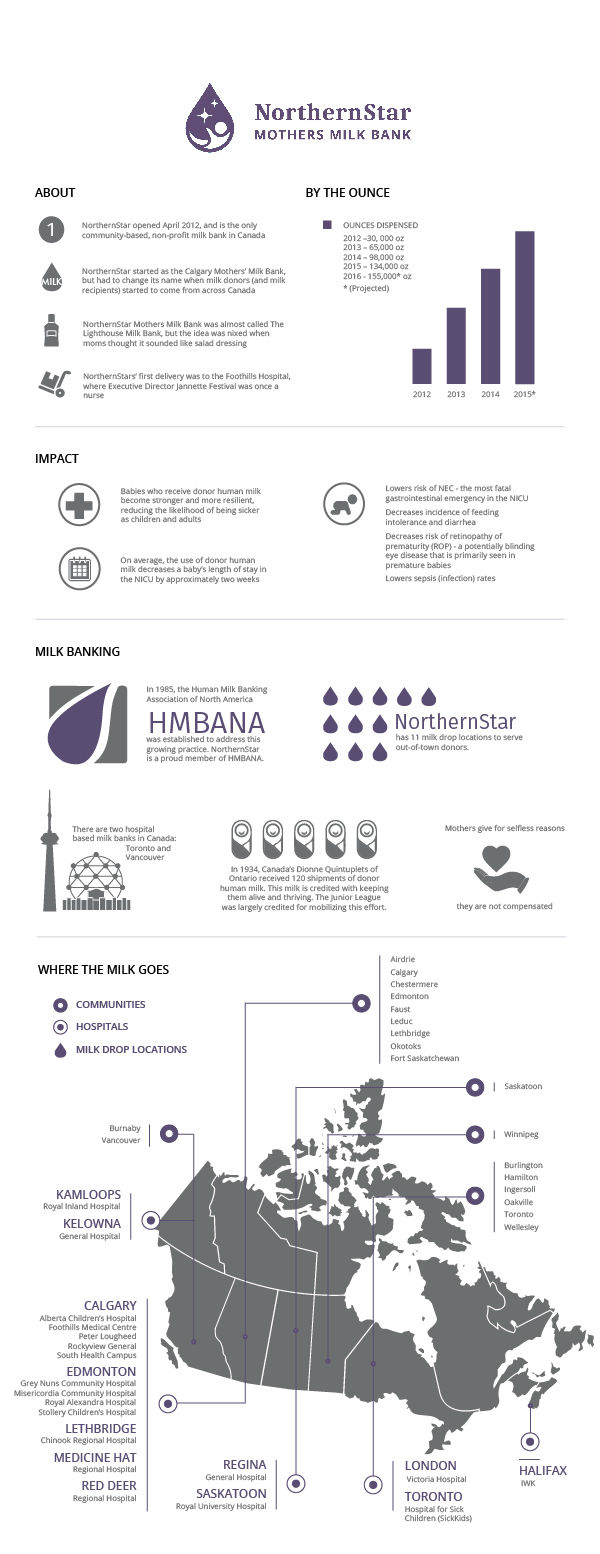 NorthernStar
MOTHERS MILK BANK
ABOUT
1
NorthernStar opened April 2012, and is the only
community-based, non-profit milk bank in Canada
MILK
NorthernStar started as the Calgary Mothers' Milk Bank,
but had to change its name when milk donors (and milk
recipients) started to come from across Canada
NorthernStar Mothers Milk Bank was almost called The
Lighthouse Milk Bank, but the idea was nixed when
moms thought it sounded like salad dressing
NorthernStars' first delivery was to the Foothills Hospital,
where Executive Director Jannette Festival was once a
nurse
BY THE OUNCE
OUNCES DISPENSED
2012 –30, 000 oz
2013 – 65,000 oz
2014 – 98,000 oz
2015 – 134,000 oz
2016 - 155,000* oz
* (Projected)
2012
2013
2014
2015*
IMPACT
Babies who receive donor human milk
become stronger and more resilient,
reducing the likelihood of being sicker
as children and adults
On average, the use of donor human
milk decreases a baby's length of stay in
the NICU by approximately two weeks
Lowers risk of NEC - the most fatal
gastrointestinal emergency in the NICU
Decreases incidence of feeding
intolerance and diarrhea
Decreases risk of retinopathy of
prematurity (ROP) - a potentially blinding
eye disease that is primarily seen in
premature babies
Lowers sepsis (infection) rates
MILK BANKING
In 1985, the Human Milk Banking
Association of North America
HMBANA
was established to address this
growing practice. NorthernStar
is a proud member of HMBANA.
NorthernStar
has 11 milk drop locations to serve
out-of-town donors.
There are two hospital
based milk banks in Canada:
Toronto and
Vancouver
In 1934, Canada's Dionne Quintuplets of
Ontario received 120 shipments of donor
human milk. This milk is credited with keeping
them alive and thriving. The Junior League
was largely credited for mobilizing this effort.
Mothers give for selfless reasons
they are not compensated
WHERE THE MILK GOES
COMMUNITIES
HOSPITALS
MILK DROP LOCATIONS
Airdrie
Calgary
Chestermere
Edmonton
Faust
Leduc
Lethbridge
Okotoks
Fort Saskatchewan
Saskatoon
Winnipeg
Burlington
Hamilton
Ingersoll
Oakville
Toronto
Wellesley
Burnaby
Vancouver
KAMLOOPS
Royal Inland Hospital
KELOWNA
General Hospital
CALGARY
Alberta Children's Hospital
Foothills Medical Centre
Peter Lougheed
Rockyview General
South Health Campus
EDMONTON
Grey Nuns Community Hospital
Misericordia Community Hospital
Royal Alexandra Hospital
Stollery Children's Hospital
LETHBRIDGE
Chinook Regional Hospital
MEDICINE HAT
Regional Hospital
RED DEER
Regional Hospital
REGINA
General Hospital
SASKATOON
Royal University Hospital
LONDON
Victoria Hospital
TORONTO
Hospital for Sick
Children (SickKids)
HALIFAX
IWK